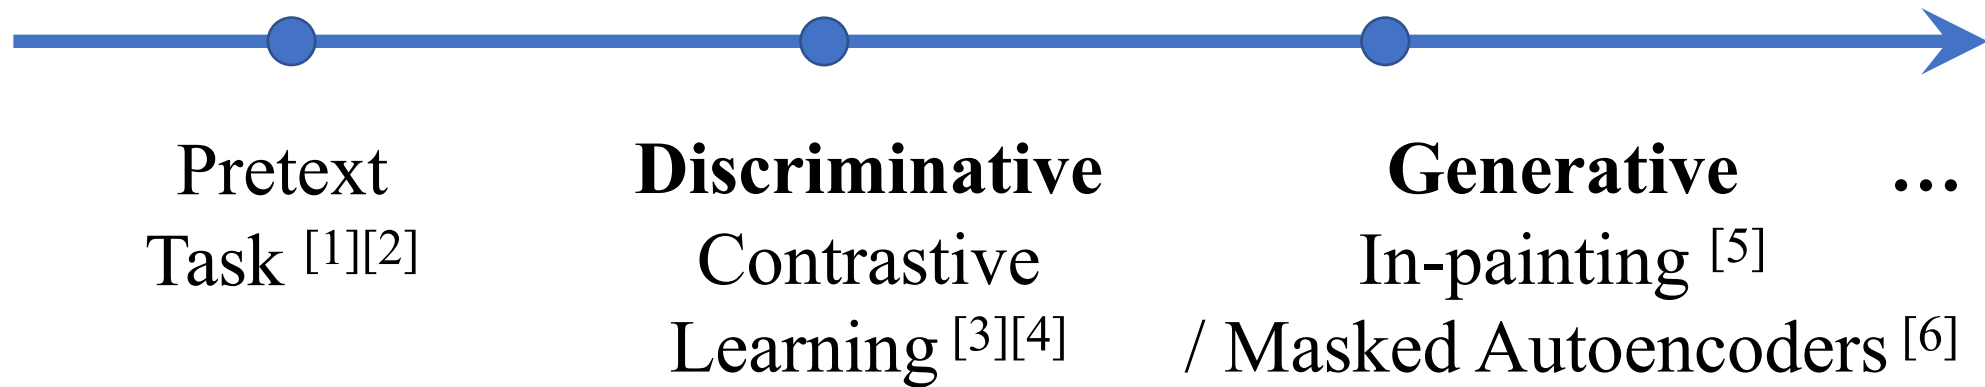 Pretext
Task [1][2]
Discriminative
Contrastive
Learning [3][4]
Generative
In-painting [5]
/ Masked Autoencoders [6]
…